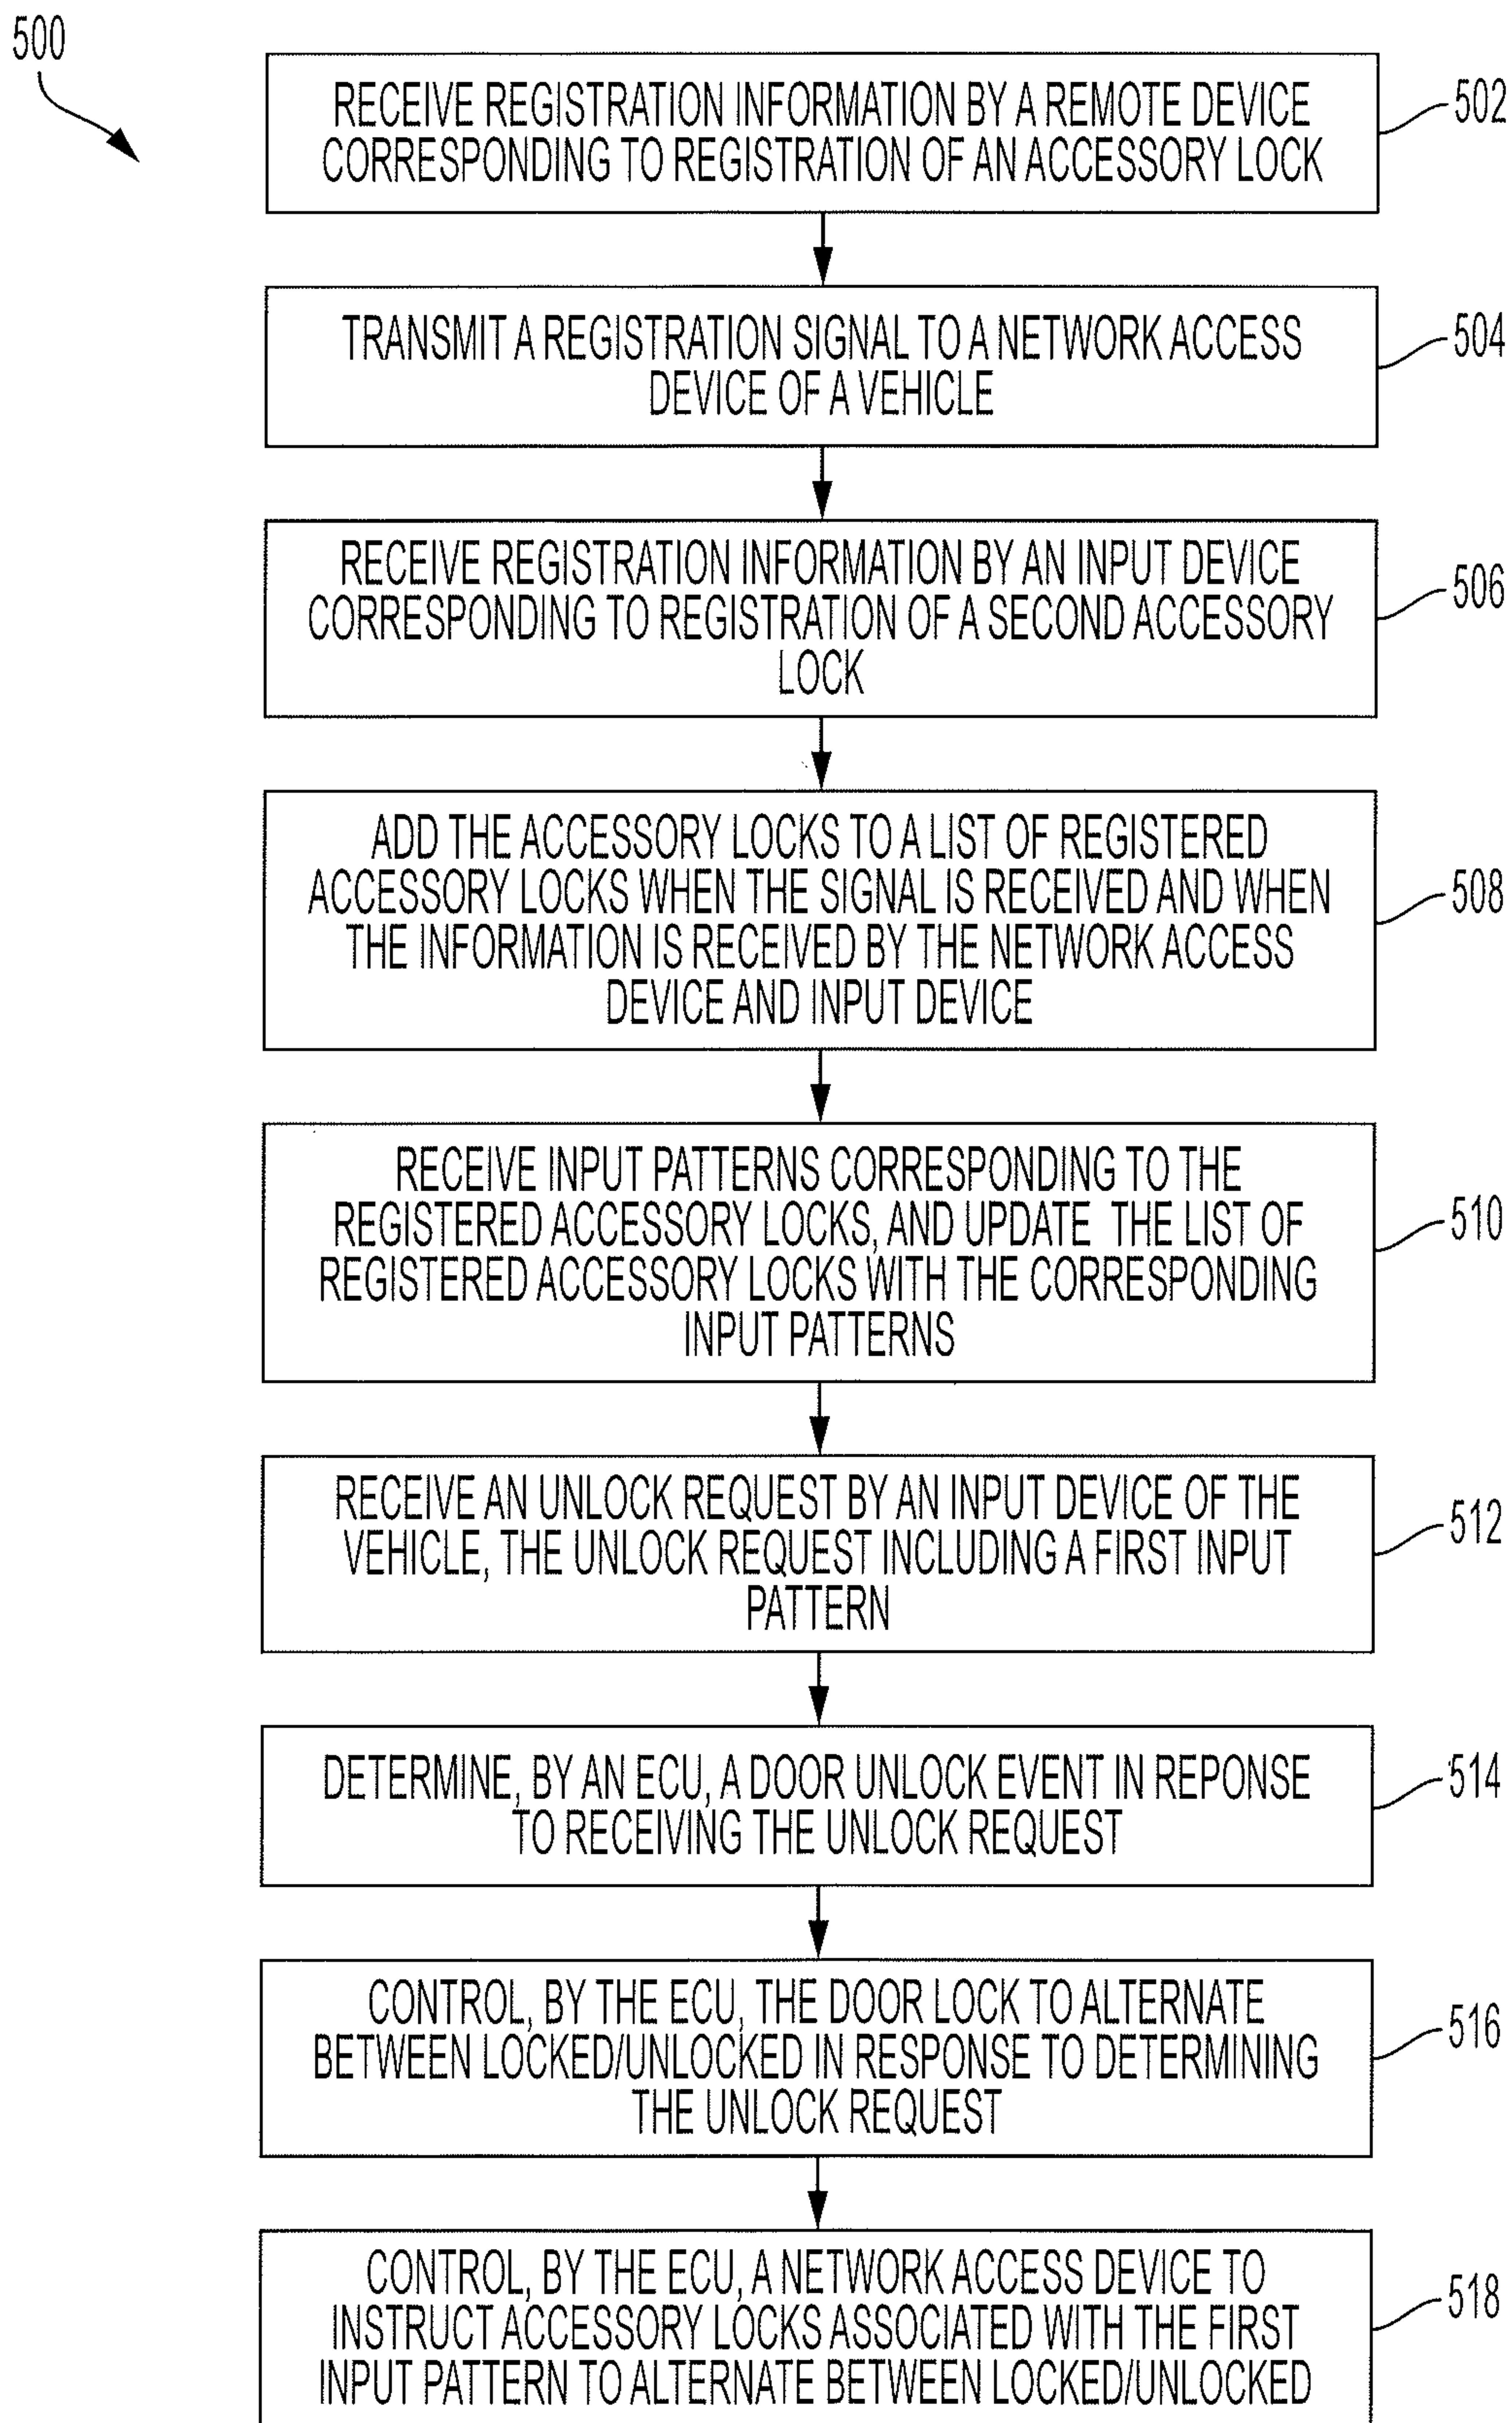 500
RECEIVE REGISTRATION INFORMATION BY A REMOTE DEVICE
CORRESPONDING TO REGISTRATION OF AN ACCESSORY LOCK
502
TRANSMIT A REGISTRATION SIGNAL TO A NETWORK ACCESS
DEVICE OF A VEHICLE
504
RECEIVE REGISTRATION INFORMATION BY AN INPUT DEVICE
CORRESPONDING TO REGISTRATION OF A SECOND ACCESSORY
LOCK
506
ADD THE ACCESSORY LOCKS TO A LIST OF REGISTERED
ACCESSORY LOCKS WHEN THE SIGNAL IS RECEIVED AND WHEN
THE INFORMATION IS RECEIVED BY THE NETWORK ACCESS
DEVICE AND INPUT DEVICE
508
RECEIVE INPUT PATTERNS CORRESPONDING TO THE
REGISTERED ACCESSORY LOCKS, AND UPDATE THE LIST OF
REGISTERED ACCESSORY LOCKS WITH THE CORRESPONDING
INPUT PATTERNS
510
RECEIVE AN UNLOCK REQUEST BY AN INPUT DEVICE OF THE
VEHICLE, THE UNLOCK REQUEST INCLUDING A FIRST INPUT
PATTERN
512
DETERMINE, BY AN ECU, A DOOR UNLOCK EVENT IN REPONSE
TO RECEIVING THE UNLOCK REQUEST
514
CONTROL, BY THE ECU, THE DOOR LOCK TO ALTERNATE
BETWEEN LOCKED/UNLOCKED IN RESPONSE TO DETERMINING
THE UNLOCK REQUEST
516
CONTROL, BY THE ECU, A NETWORK ACCESS DEVICE TO
INSTRUCT ACCESSORY LOCKS ASSOCIATED WITH THE FIRST
INPUT PATTERN TO ALTERNATE BETWEEN LOCKED/UNLOCKED
518